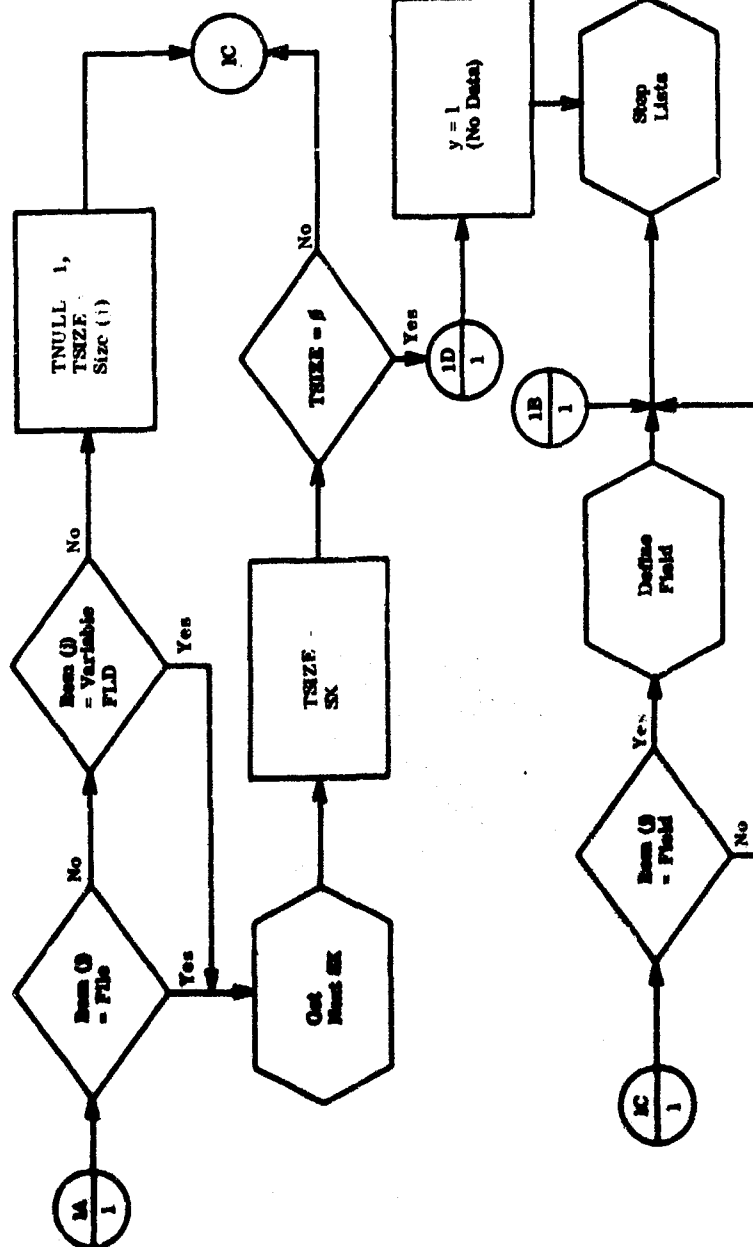 1A
1
Item (j)
= File
No
Yes
Item (j)
= Variable
FLD
No
Yes
TNULL 1,
TSIZE
Size (i)
1C
Get
Next SK
TSIZE -
SK
TSIZE = ∅
No
Yes
1D
1
y = 1
(No Data)
1C
1
= Field
Yes
No
Define
Field
1B
1
Step
Lists